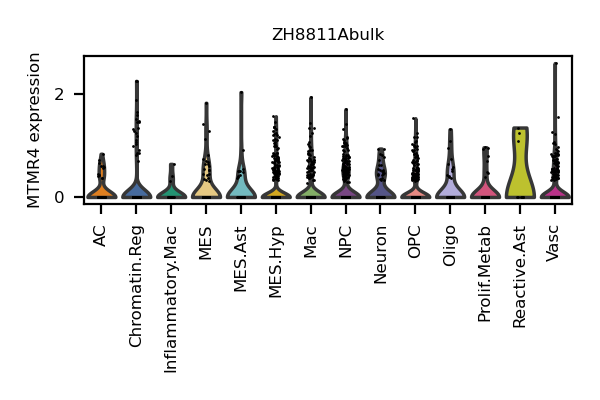 ZH8811Abulk
MTMR4 expression
2
0
AC
Chromatin.Reg
Inflammatory.Mac
MES
MES.Ast
MES.Hyp
Mac
NPC
Neuron
OPC
Oligo
Prolif.Metab
Reactive.Ast
Vasc